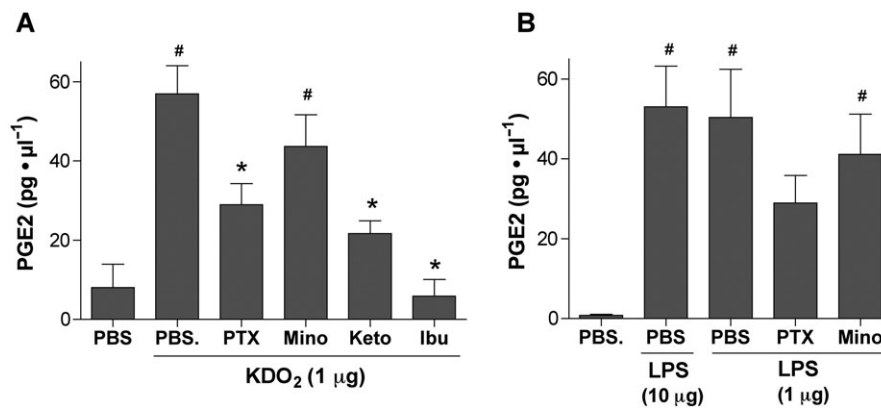 A
PGE2 (pg • µl⁻¹)
60
40
20
0
#
*
#
*
*
PBS PBS. PTX Mino Keto Ibu
KDO₂ (1 µg)
B
PGE2 (pg • µl⁻¹)
60
40
20
0
# #
#
PBS. PBS PBS PTX Mino
LPS LPS
(10 µg) (1 µg)